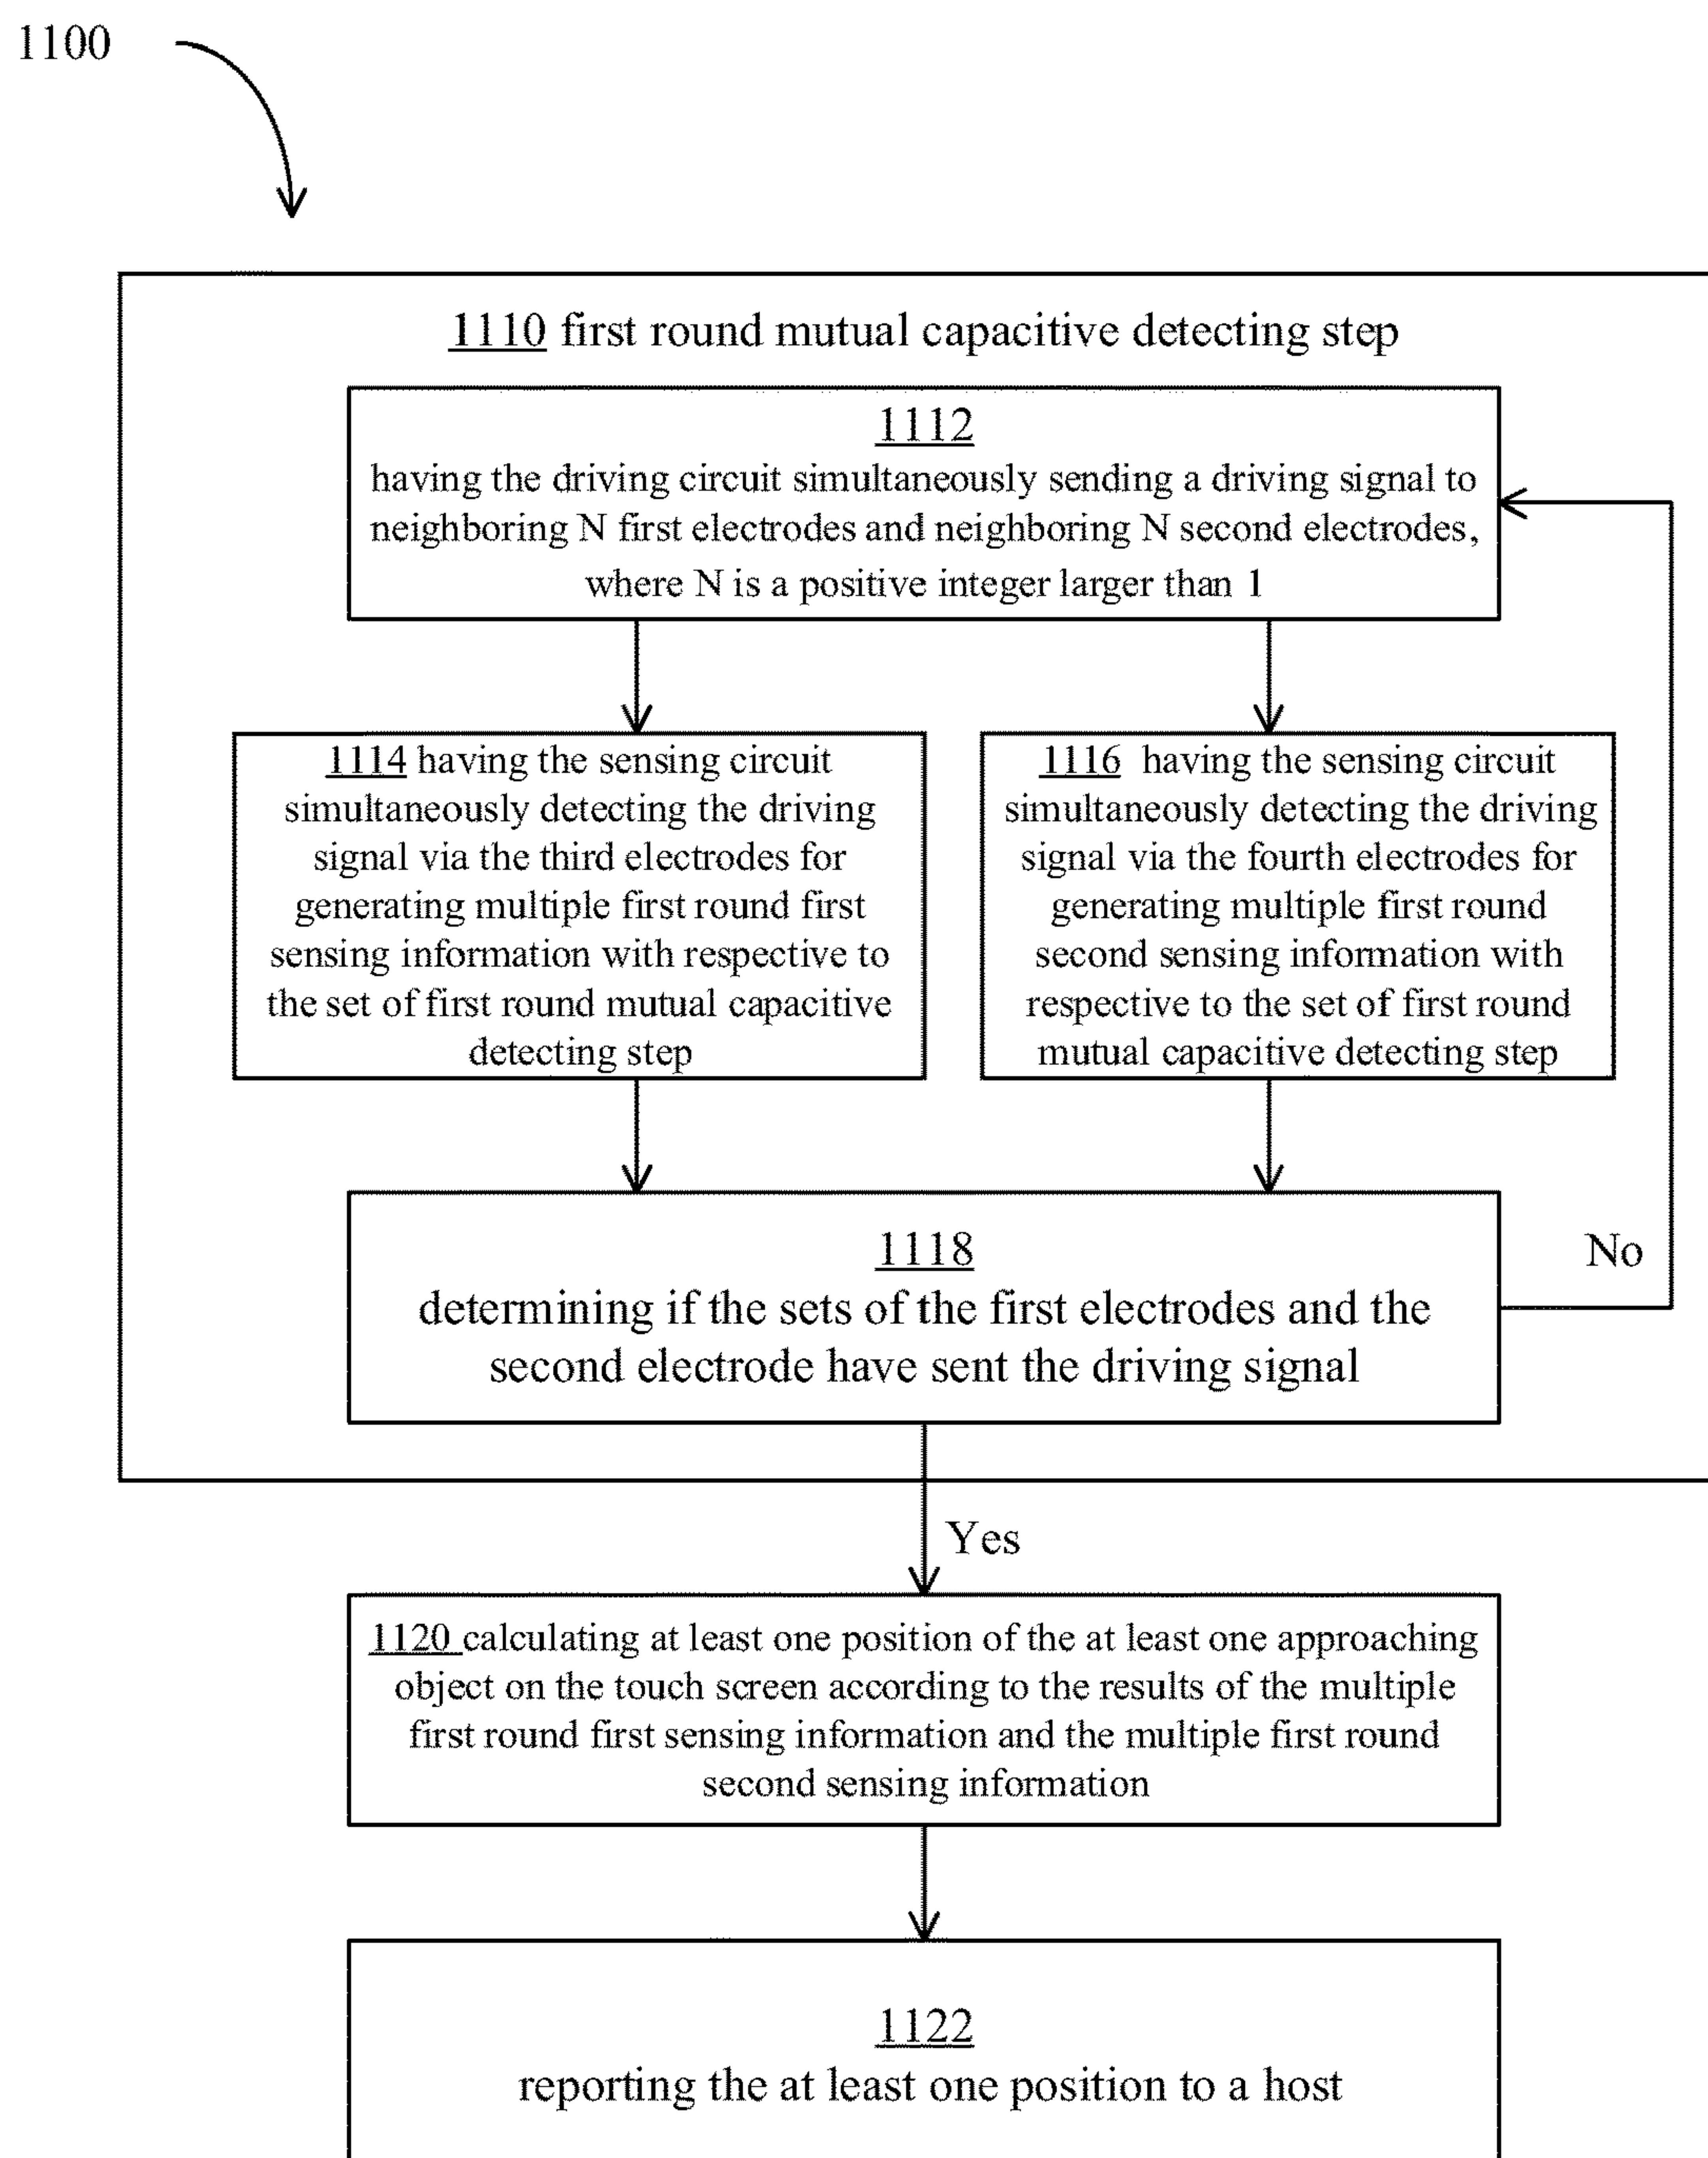 1100
1110 first round mutual capacitive detecting step
1112
having the driving circuit simultaneously sending a driving signal to
neighboring N first electrodes and neighboring N second electrodes,
where N is a positive integer larger than 1
1114 having the sensing circuit
simultaneously detecting the driving
signal via the third electrodes for
generating multiple first round first
sensing information with respective to
the set of first round mutual capacitive
detecting step
1116 having the sensing circuit
simultaneously detecting the driving
signal via the fourth electrodes for
generating multiple first round
second sensing information with
respective to the set of first round
mutual capacitive detecting step
1118
determining if the sets of the first electrodes and the
second electrode have sent the driving signal
No
Yes
1120 calculating at least one position of the at least one approaching
object on the touch screen according to the results of the multiple
first round first sensing information and the multiple first round
second sensing information
1122
reporting the at least one position to a host